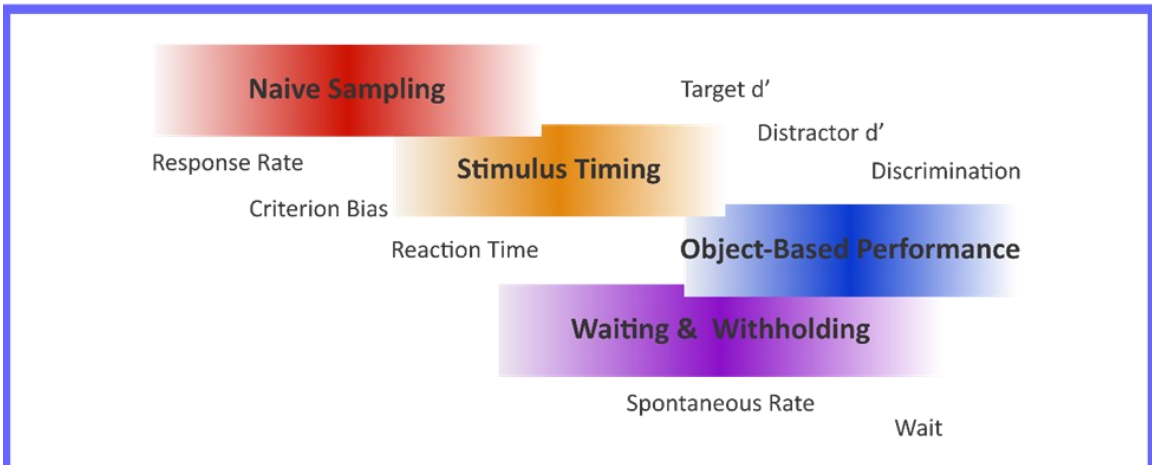 Naive Sampling
Target d’
Distractor d’
Response Rate
Stimulus Timing
Discrimination
Criterion Bias
Reaction Time
Object-Based Performance
Waiting & Withholding
Spontaneous Rate
Wait